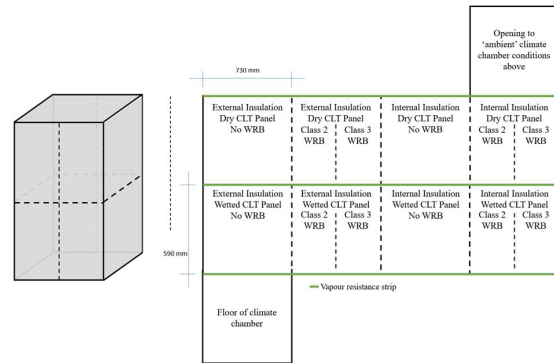 Opening to
‘ambient’ climate
chamber conditions
above
730 mm
External Insulation
Dry CLT Panel
No WRB
External Insulation
Dry CLT Panel
Class 2 Class 3
WRB WRB
Internal Insulation
Dry CLT Panel
No WRB
Internal Insulation
Dry CLT Panel
Class 2 Class 3
WRB WRB
External Insulation
Wetted CLT Panel
No WRB
External Insulation
Wetted CLT Panel
Class 2 Class 3
WRB WRB
Internal Insulation
Wetted CLT Panel
No WRB
Internal Insulation
Wetted CLT Panel
Class 2 Class 3
WRB WRB
590 mm
Vapour resistance strip
Floor of climate
chamber